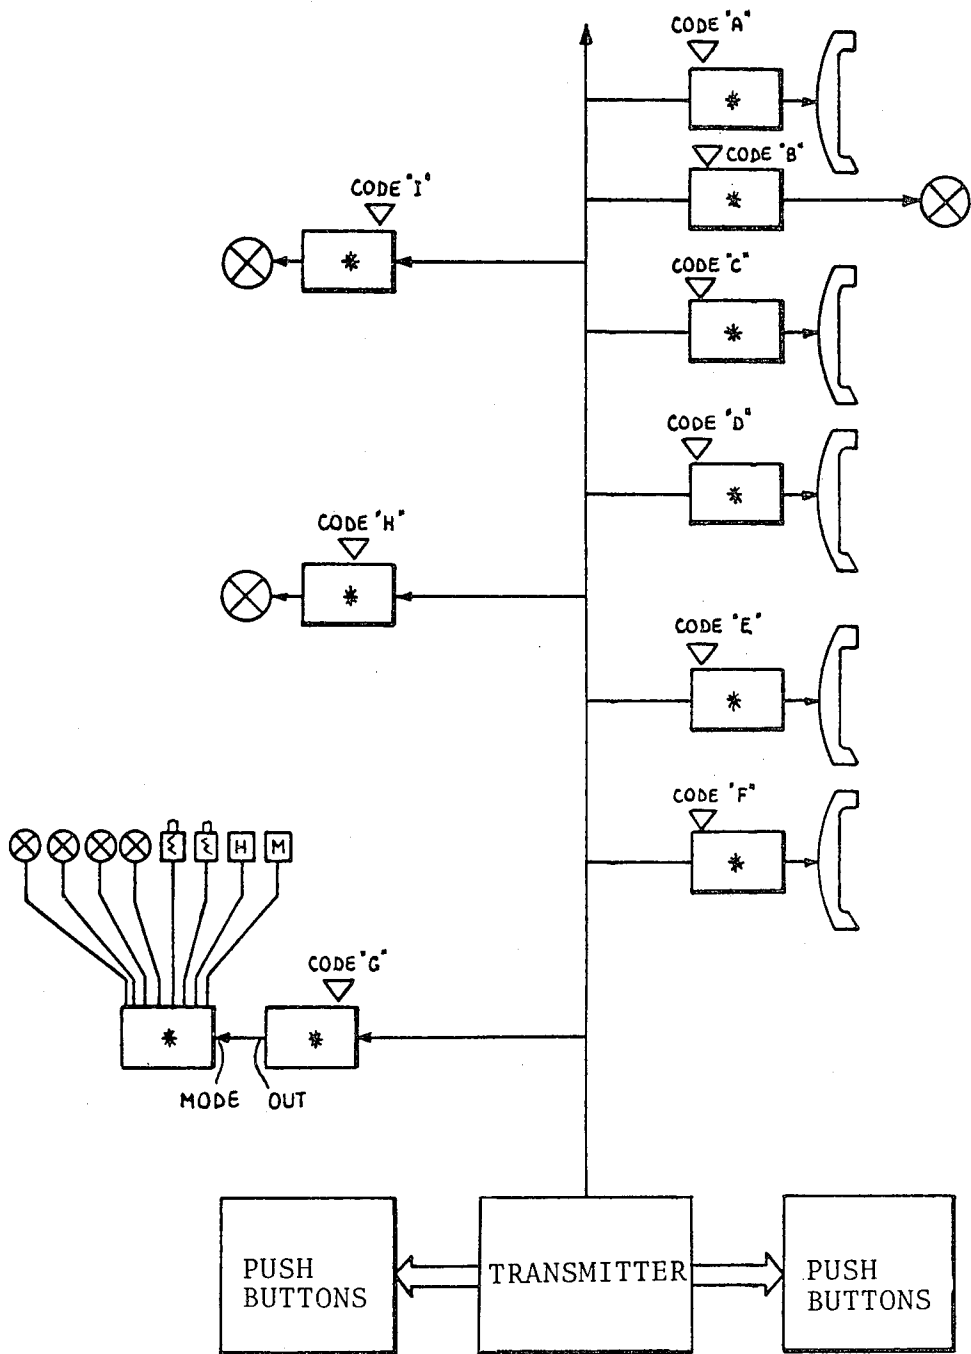 CODE "A"
CODE "B"
CODE "I"
CODE "C"
CODE "D"
CODE "H"
CODE "E"
CODE "F"
H M
CODE "G"
MODE OUT
PUSH
BUTTONS
TRANSMITTER
PUSH
BUTTONS